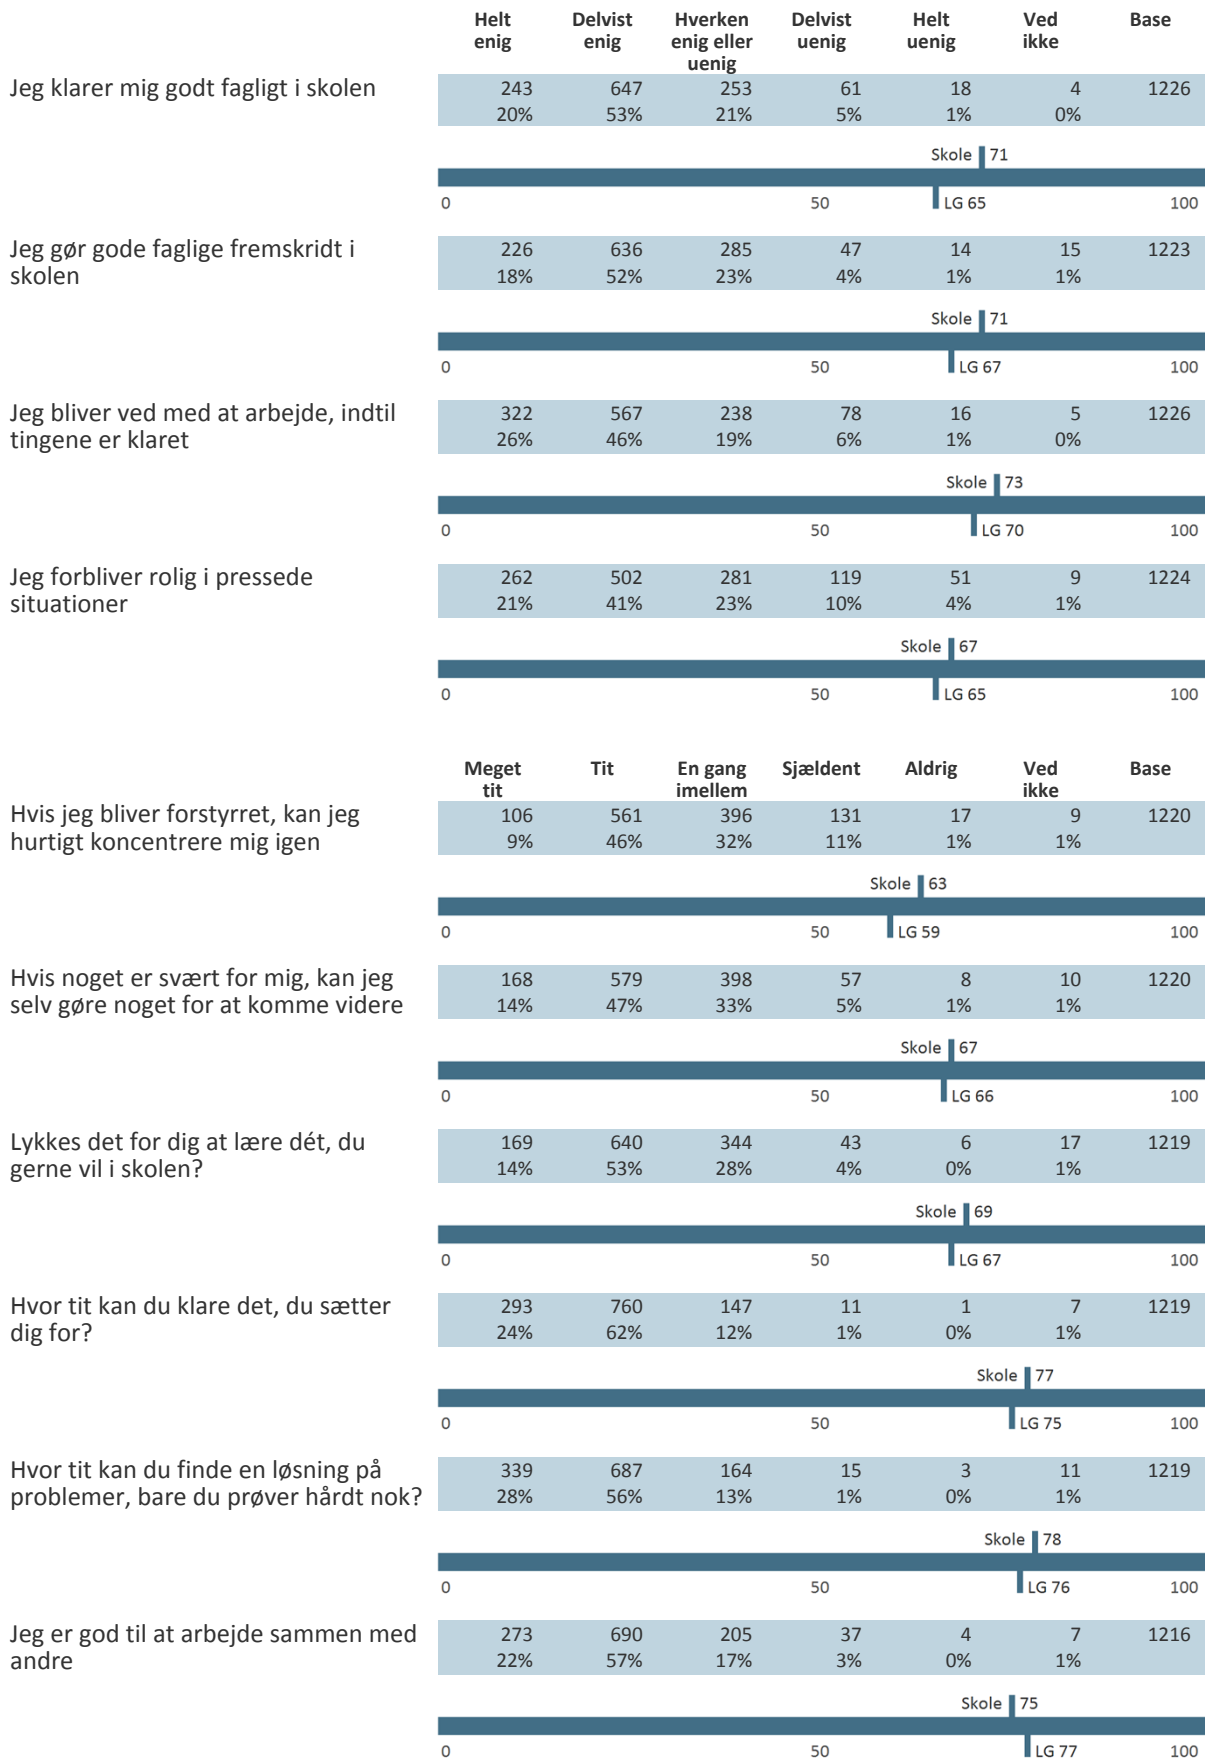 Helt Delvist Hverken Delvist Helt Ved Base
enig enig enig eller uenig uenig ikke
uenig
Jeg klarer mig godt fagligt i skolen 243 647 253 61 18 4 1226
20% 53% 21% 5% 1% 0%
Skole 71
0 50 LG 65 100
Jeg gør gode faglige fremskridt i 226 636 285 47 14 15 1223
skolen 18% 52% 23% 4% 1% 1%
Skole 71
0 50 LG 67 100
Jeg bliver ved med at arbejde, indtil 322 567 238 78 16 5 1226
tingene er klaret 26% 46% 19% 6% 1% 0%
Skole 73
0 50 LG 70 100
Jeg forbliver rolig i pressede 262 502 281 119 51 9 1224
situationer 21% 41% 23% 10% 4% 1%
Skole 67
0 50 LG 65 100
Meget Tit En gang Sjældent Aldrig Ved Base
tit imellem ikke
Hvis jeg bliver forstyrret, kan jeg 106 561 396 131 17 9 1220
hurtigt koncentrere mig igen 9% 46% 32% 11% 1% 1%
Skole 63
0 50 LG 59 100
Hvis noget er svært for mig, kan jeg 168 579 398 57 8 10 1220
selv gøre noget for at komme videre 14% 47% 33% 5% 1% 1%
Skole 67
0 50 LG 66 100
Lykkes det for dig at lære dét, du 169 640 344 43 6 17 1219
gerne vil i skolen? 14% 53% 28% 4% 0% 1%
Skole 69
0 50 LG 67 100
Hvor tit kan du klare det, du sætter 293 760 147 11 1 7 1219
dig for? 24% 62% 12% 1% 0% 1%
Skole 77
0 50 LG 75 100
Hvor tit kan du finde en løsning på 339 687 164 15 3 11 1219
problemer, bare du prøver hårdt nok? 28% 56% 13% 1% 0% 1%
Skole 78
0 50 LG 76 100
Jeg er god til at arbejde sammen med 273 690 205 37 4 7 1216
andre 22% 57% 17% 3% 0% 1%
Skole 75
0 50 LG 77 100